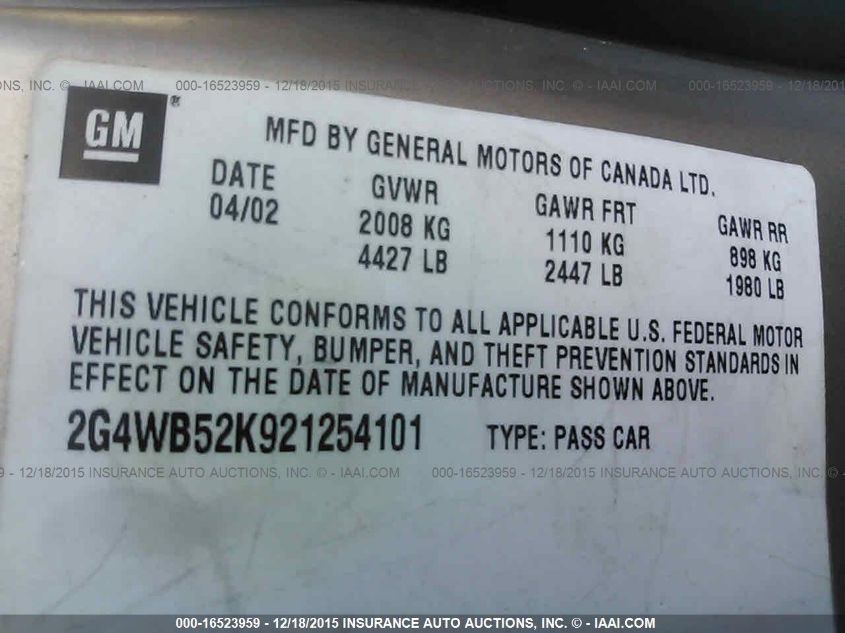 IONS, INC. © - IAAI.COM 000-16523959 - 12/18/2015 INSURANCE AUTO AUCTIONS, INC. © - IAAI.COM 000-16523959 - 12/18/2015
GM®
MFD BY GENERAL MOTORS OF CANADA LTD.
DATE GVWR GAWR FRT GAWR RR
04/02 2008 KG 1110 KG 898 KG
4427 LB 2447 LB 1980 LB
THIS VEHICLE CONFORMS TO ALL APPLICABLE U.S. FEDERAL MOTOR
VEHICLE SAFETY, BUMPER, AND THEFT PREVENTION STANDARDS IN
EFFECT ON THE DATE OF MANUFACTURE SHOWN ABOVE.
2G4WB52K921254101 TYPE: PASS CAR
000-16523959 - 12/18/2015 INSURANCE AUTO AUCTIONS, INC. © - IAAI.COM 000-16523959 - 12/18/2015 INSURANCE AUTO AUCTIONS, INC.
000-16523959 - 12/18/2015 INSURANCE AUTO AUCTIONS, INC. © - IAAI.COM